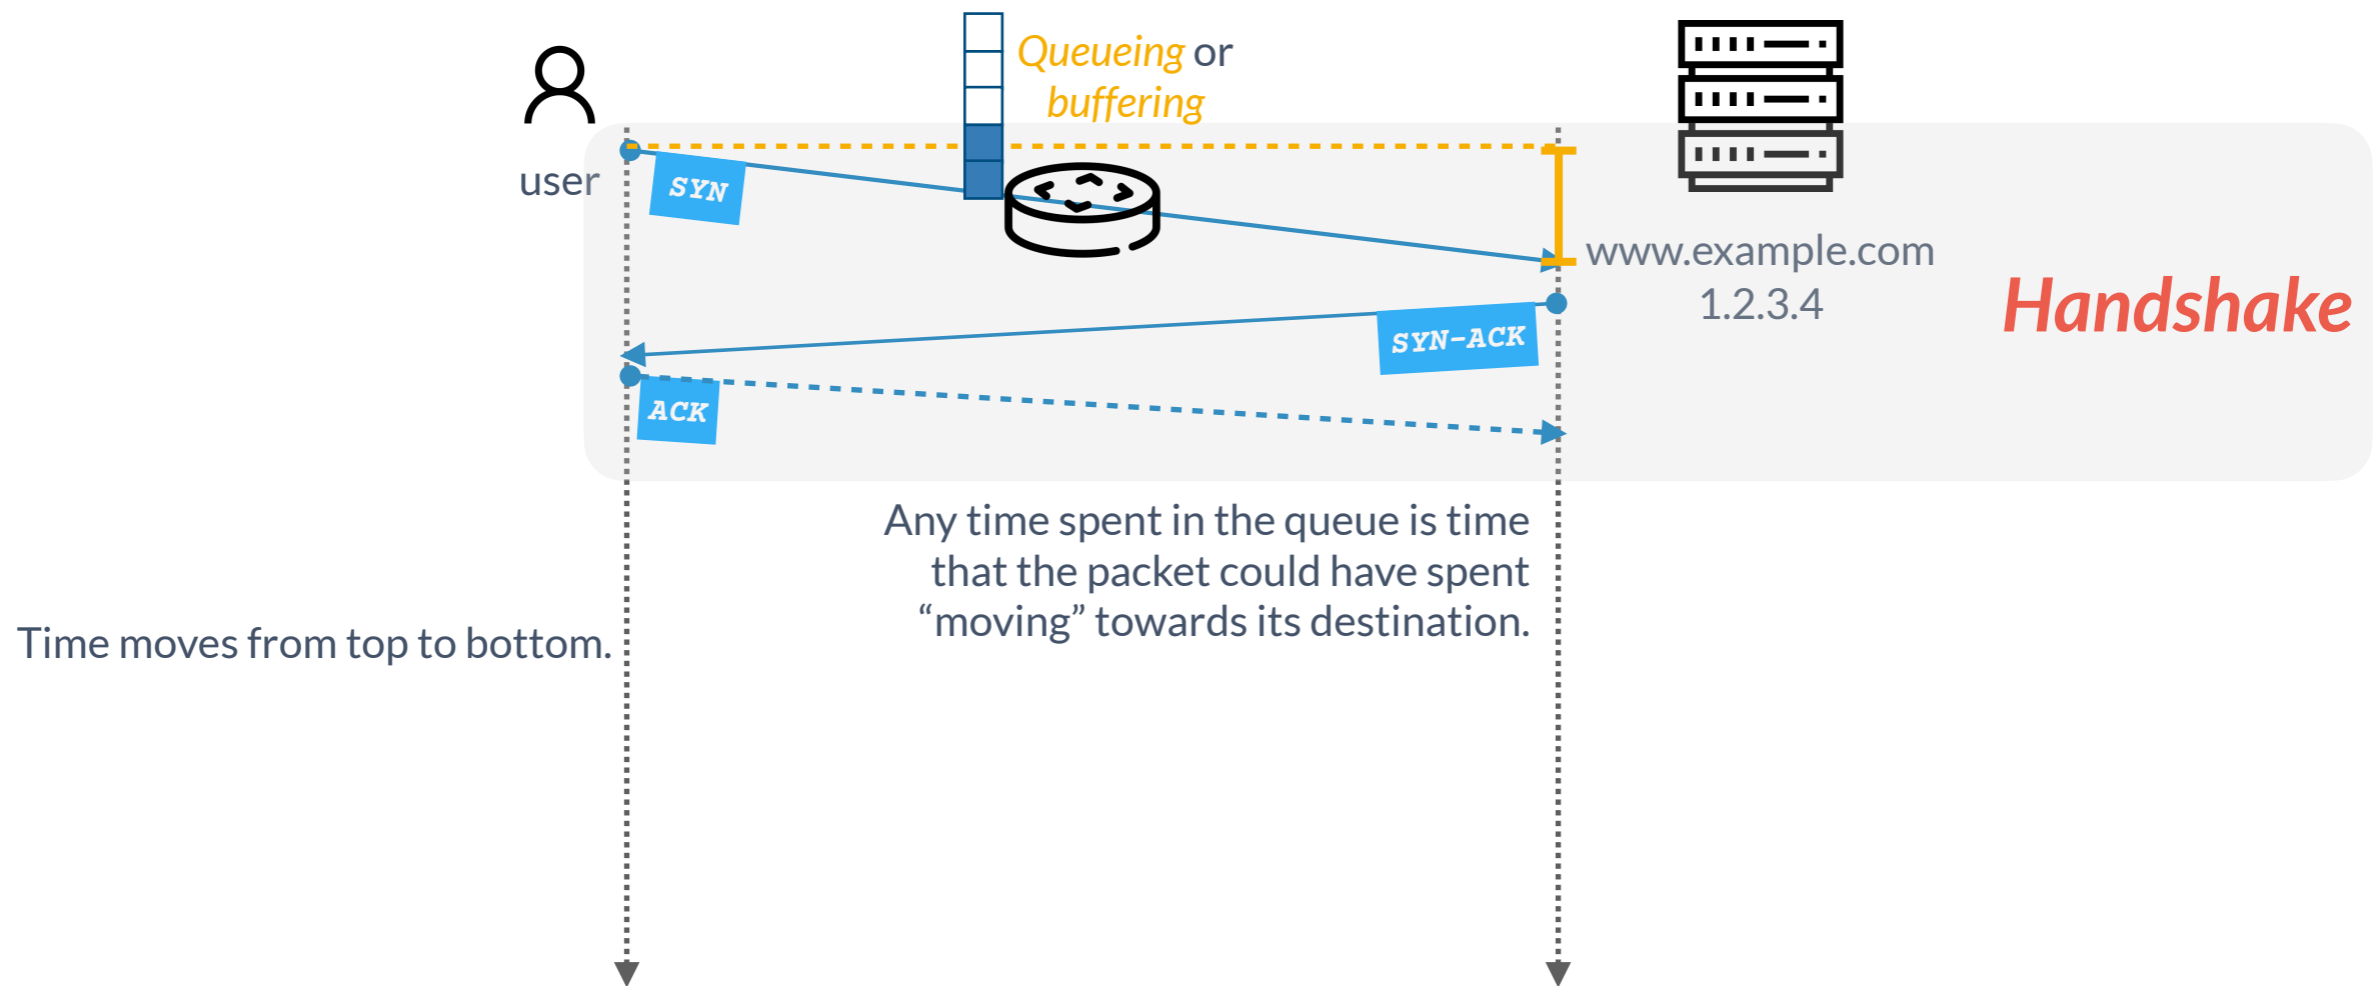 Queueing or
buffering
user
SYN
www.example.com
1.2.3.4
Handshake
SYN-ACK
ACK
Any time spent in the queue is time
that the packet could have spent
“moving” towards its destination.
Time moves from top to bottom.